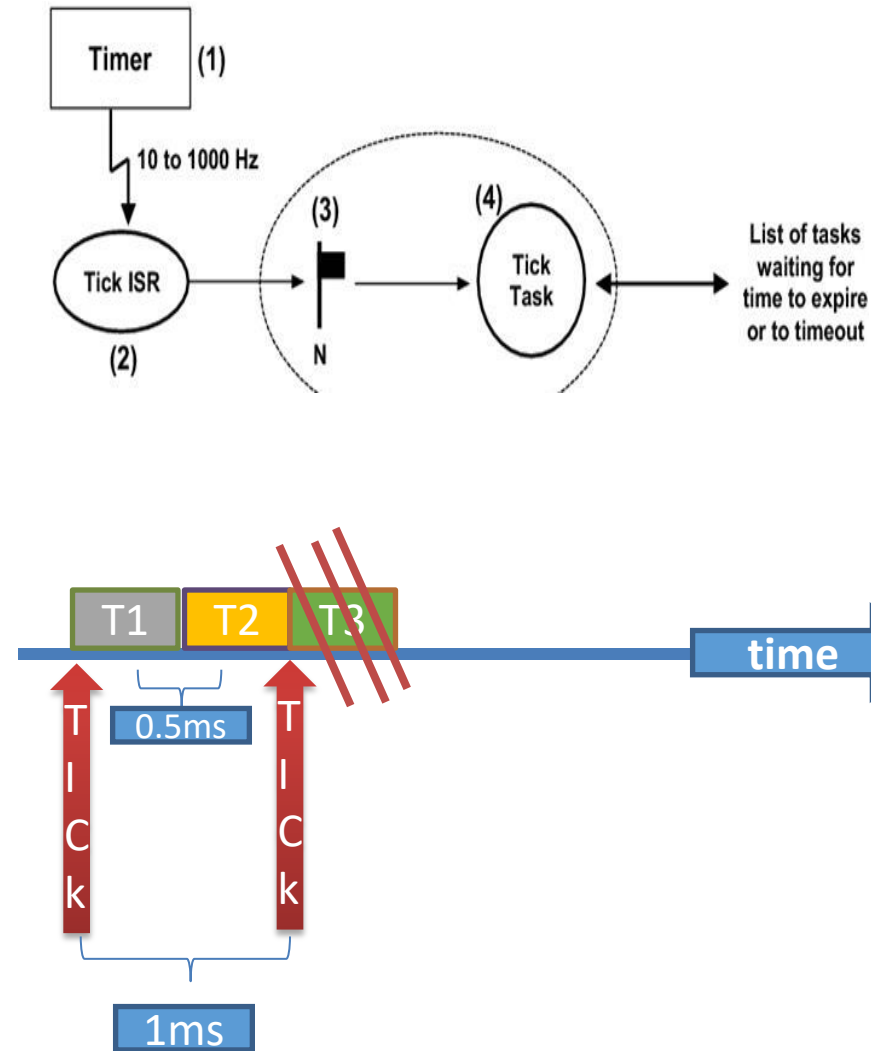 Timer (1)
10 to 1000 Hz
(3)
(4)
Tick ISR
Tick
Task
N
(2)
List of tasks
waiting for
time to expire
or to timeout
T1
T2
T3
time
0.5ms
T
I
C
k
T
I
C
k
1ms